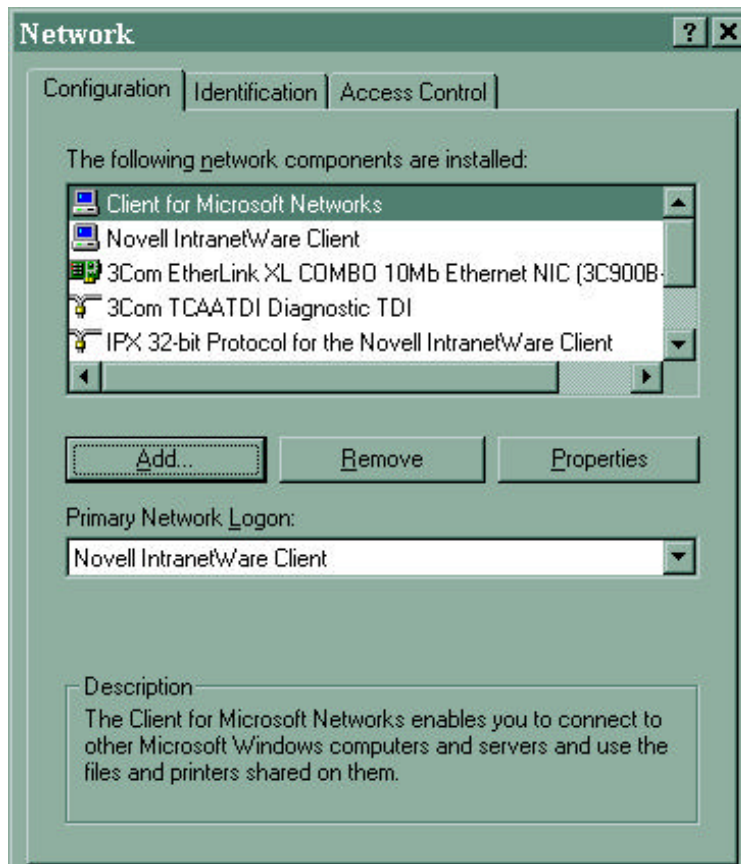 Network
Configuration Identification Access Control
The following network components are installed:
Client for Microsoft Networks
Novell IntranetWare Client
3Com EtherLink XL COMBO 10Mb Ethernet NIC (3C900B-
3Com TCAATDI Diagnostic TDI
IPX 32-bit Protocol for the Novell IntranetWare Client
Add... Remove Properties
Primary Network Logon:
Novell IntranetWare Client
Description
The Client for Microsoft Networks enables you to connect to
other Microsoft Windows computers and servers and use the
files and printers shared on them.